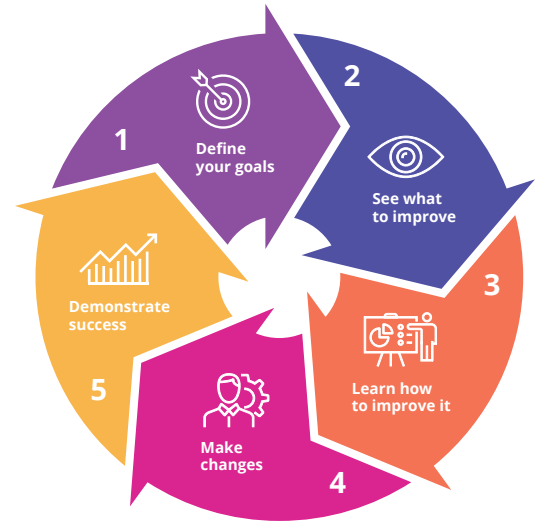 1
Define
your goals
2
See what
to improve
3
Learn how
to improve it
4
Make
changes
5
Demonstrate
success